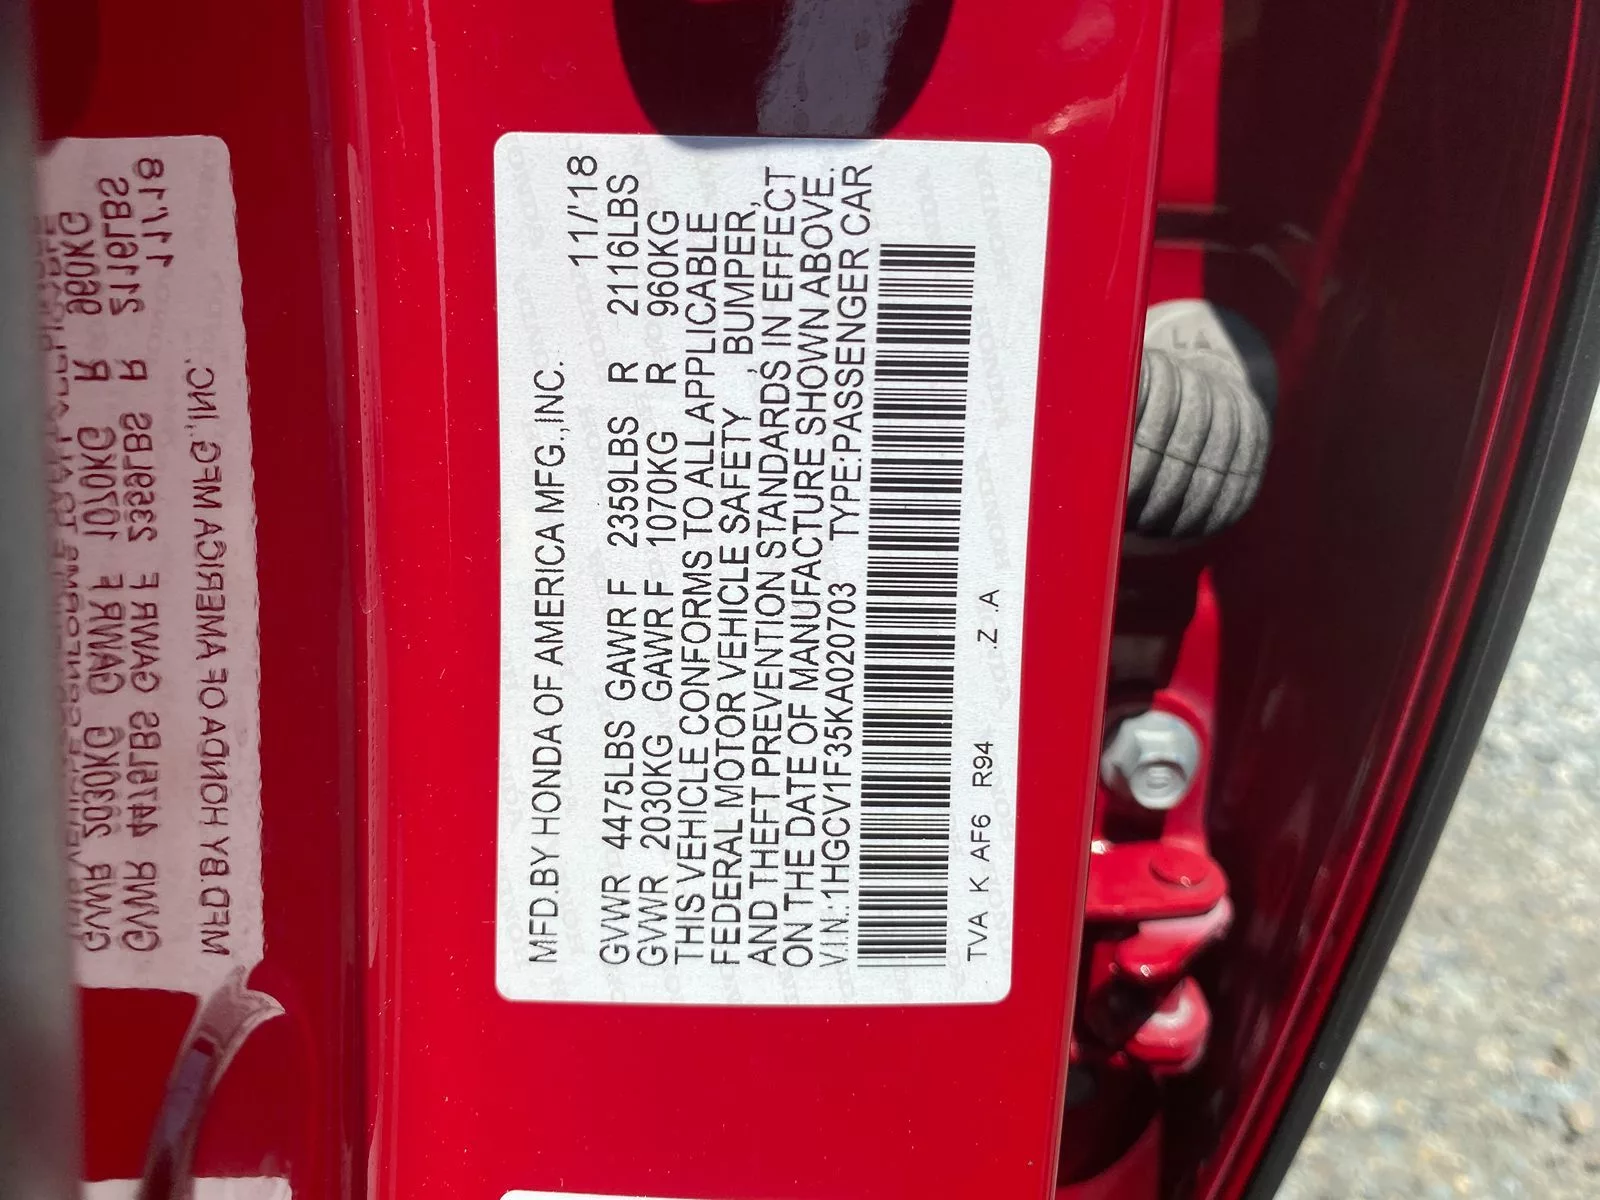 MFD.BY HONDA OF AMERICA MFG.,INC. 11/'18
GVWR 4475LBS GAWR F 2359LBS R 2116LBS
GVWR 2030KG GAWR F 1070KG R 960KG
THIS VEHICLE CONFORMS TO ALL APPLICABLE
FEDERAL MOTOR VEHICLE SAFETY, BUMPER,
AND THEFT PREVENTION STANDARDS IN EFFECT
ON THE DATE OF MANUFACTURE SHOWN ABOVE.
V.I.N.:1HGCV1F35KA020703 TYPE:PASSENGER CAR
TVA K AF6 R94 .Z .A